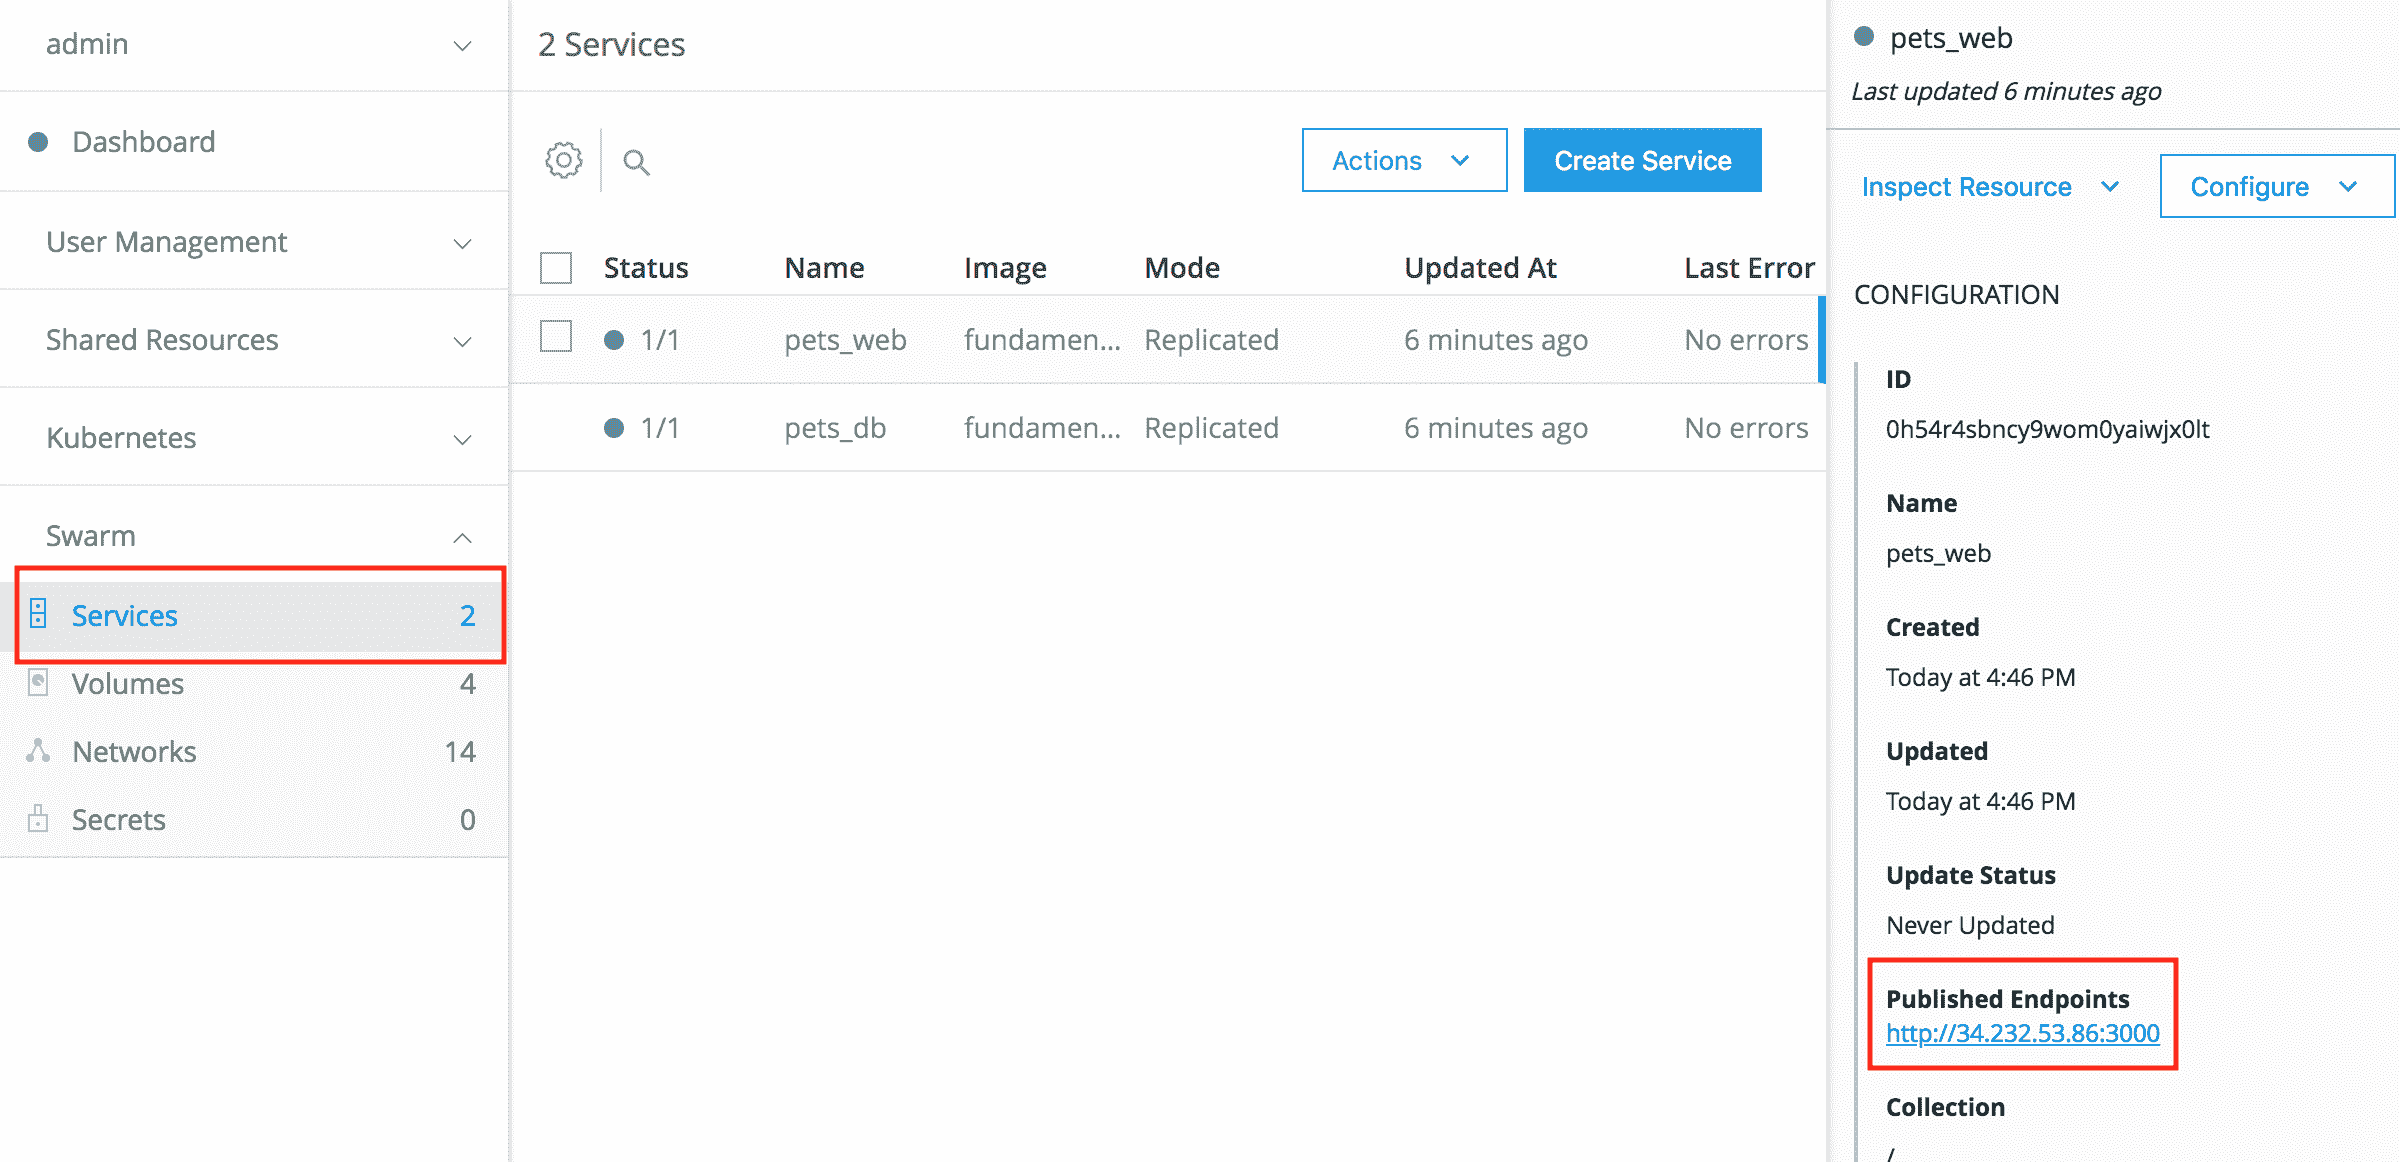 admin
Dashboard
User Management
Shared Resources
Kubernetes
Swarm
Services 2
Volumes 4
Networks 14
Secrets 0
2 Services
Actions
Create Service
Status Name Image Mode Updated At Last Error
1/1 pets_web fundamen... Replicated 6 minutes ago No errors
1/1 pets_db fundamen... Replicated 6 minutes ago No errors
pets_web
Last updated 6 minutes ago
Inspect Resource
Configure
CONFIGURATION
ID
0h54r4sbncy9wom0yaiwjx0lt
Name
pets_web
Created
Today at 4:46 PM
Updated
Today at 4:46 PM
Update Status
Never Updated
Published Endpoints
http://34.232.53.86:3000
Collection
/